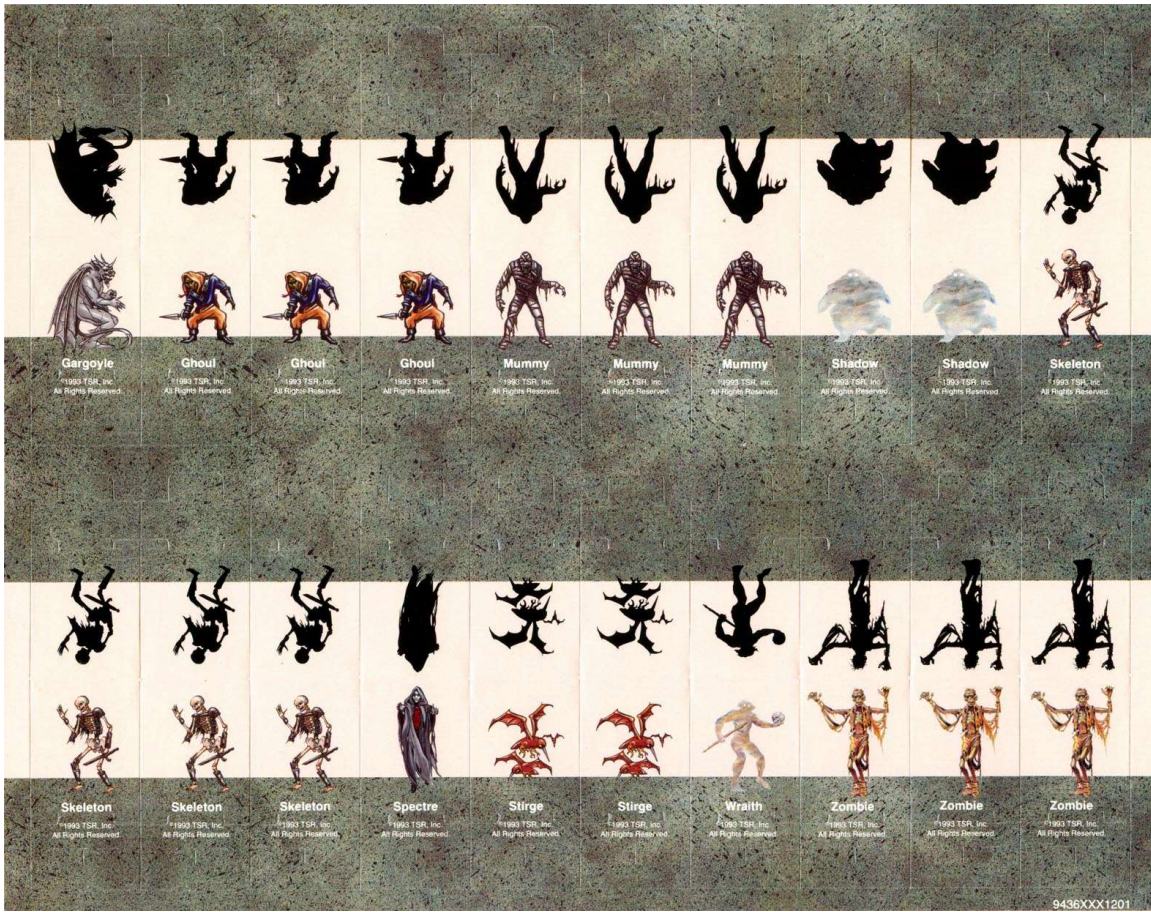 Gargoyle Ghoul Ghoul Ghoul Mummy Mummy Mummy Shadow Shadow Skeleton
©1993 TSR, Inc. ©1993 TSR, Inc. ©1993 TSR, Inc. ©1993 TSR, Inc. ©1993 TSR, Inc. ©1993 TSR, Inc. ©1993 TSR, Inc. ©1993 TSR, Inc. ©1993 TSR, Inc. ©1993 TSR, Inc.
All Rights Reserved. All Rights Reserved. All Rights Reserved. All Rights Reserved. All Rights Reserved. All Rights Reserved. All Rights Reserved. All Rights Reserved. All Rights Reserved. All Rights Reserved.
Skeleton Skeleton Skeleton Spectre Stirge Stirge Wraith Zombie Zombie Zombie
©1993 TSR, Inc. ©1993 TSR, Inc. ©1993 TSR, Inc. ©1993 TSR, Inc. ©1993 TSR, Inc. ©1993 TSR, Inc. ©1993 TSR, Inc. ©1993 TSR, Inc. ©1993 TSR, Inc. ©1993 TSR, Inc.
All Rights Reserved. All Rights Reserved. All Rights Reserved. All Rights Reserved. All Rights Reserved. All Rights Reserved. All Rights Reserved. All Rights Reserved. All Rights Reserved. All Rights Reserved.
9436XXX1201